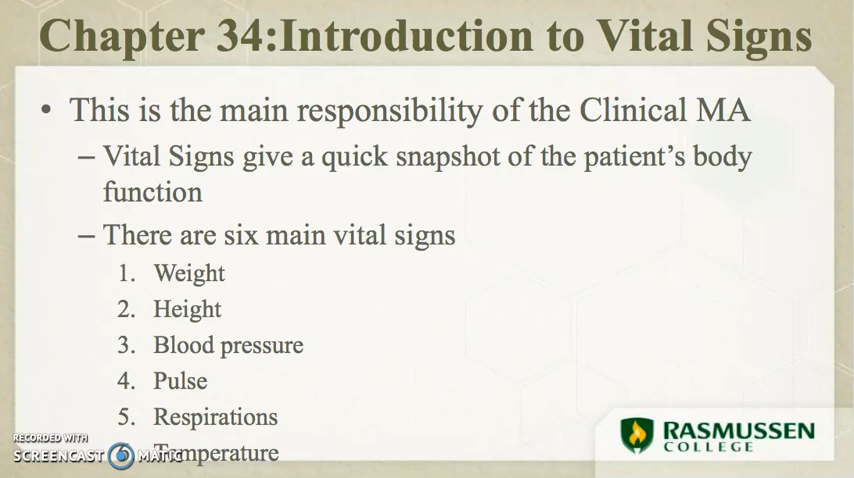 Chapter 34:Introduction to Vital Signs
• This is the main responsibility of the Clinical MA
– Vital Signs give a quick snapshot of the patient's body
function
– There are six main vital signs
1. Weight
2. Height
3. Blood pressure
4. Pulse
5. Respirations
6. Temperature
RECORDED WITH
SCREENCAST MATIC
RASMUSSEN
COLLEGE